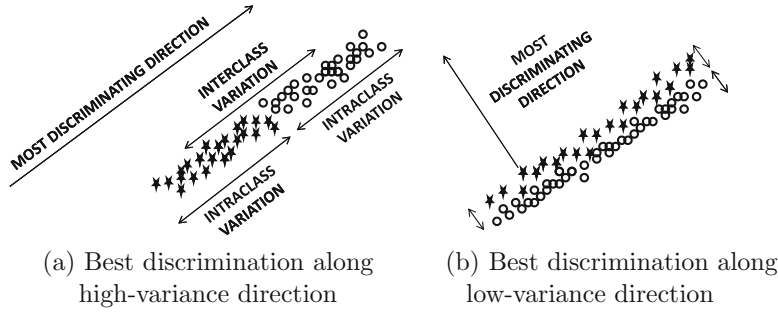 MOST DISCRIMINATING DIRECTION
INTERCLASS
VARIATION
INTRACLASS
VARIATION
INTRACLASS
VARIATION
(a) Best discrimination along
high-variance direction
MOST
DISCRIMINATING
DIRECTION
(b) Best discrimination along
low-variance direction